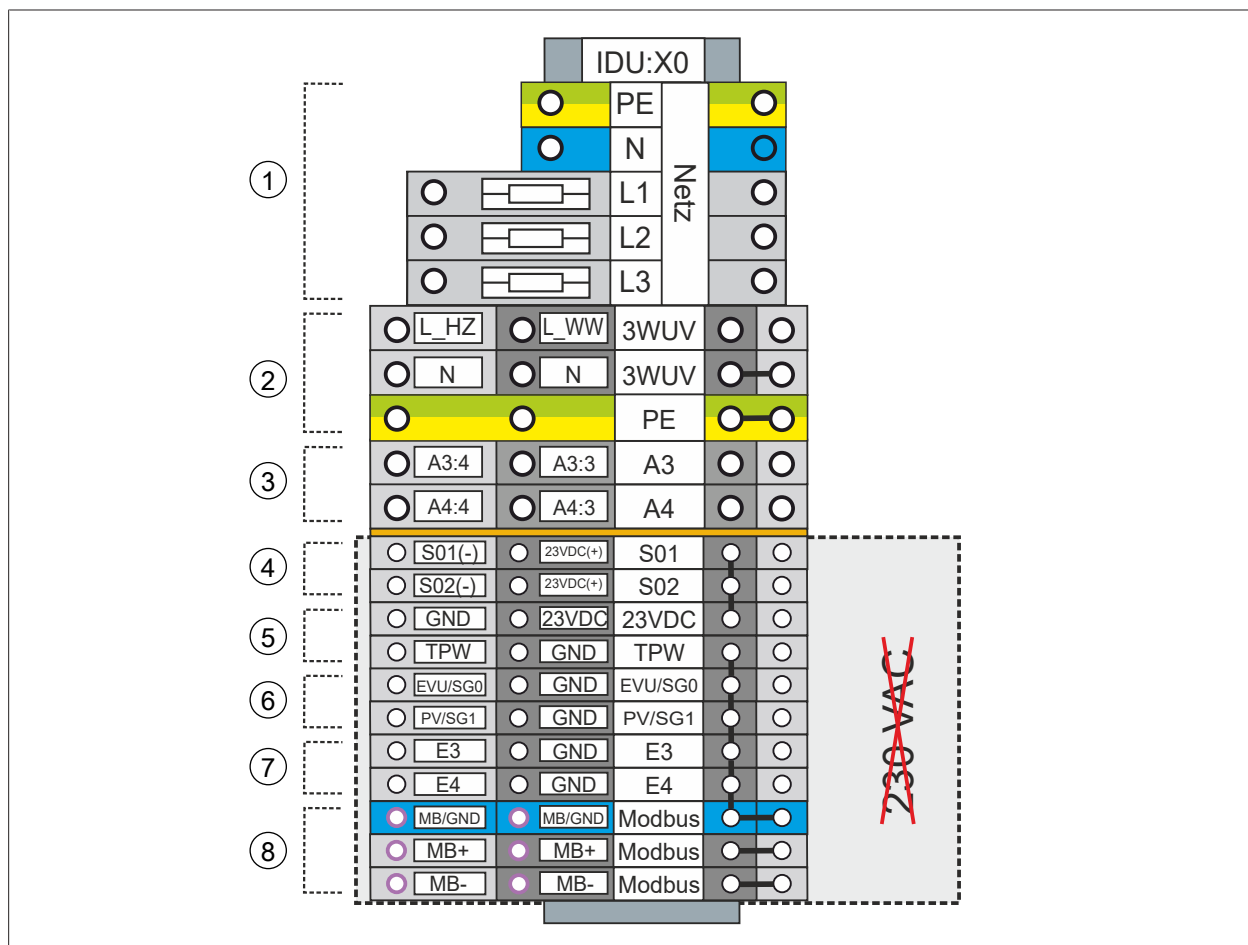 IDU:X0
PE
N
L1
L2
L3
Netz
1
L_HZ L_WW 3WUV
N N 3WUV
PE
2
A3:4 A3:3 A3
A4:4 A4:3 A4
3
S01(-) 23VDC(+) S01
S02(-) 23VDC(+) S02
4
GND 23VDC 23VDC
TPW GND TPW
5
EVU/SG0 GND EVU/SG0
PV/SG1 GND PV/SG1
6
E3 GND E3
E4 GND E4
7
MB/GND MB/GND Modbus
MB+ MB+ Modbus
MB- MB- Modbus
8
230 VAC